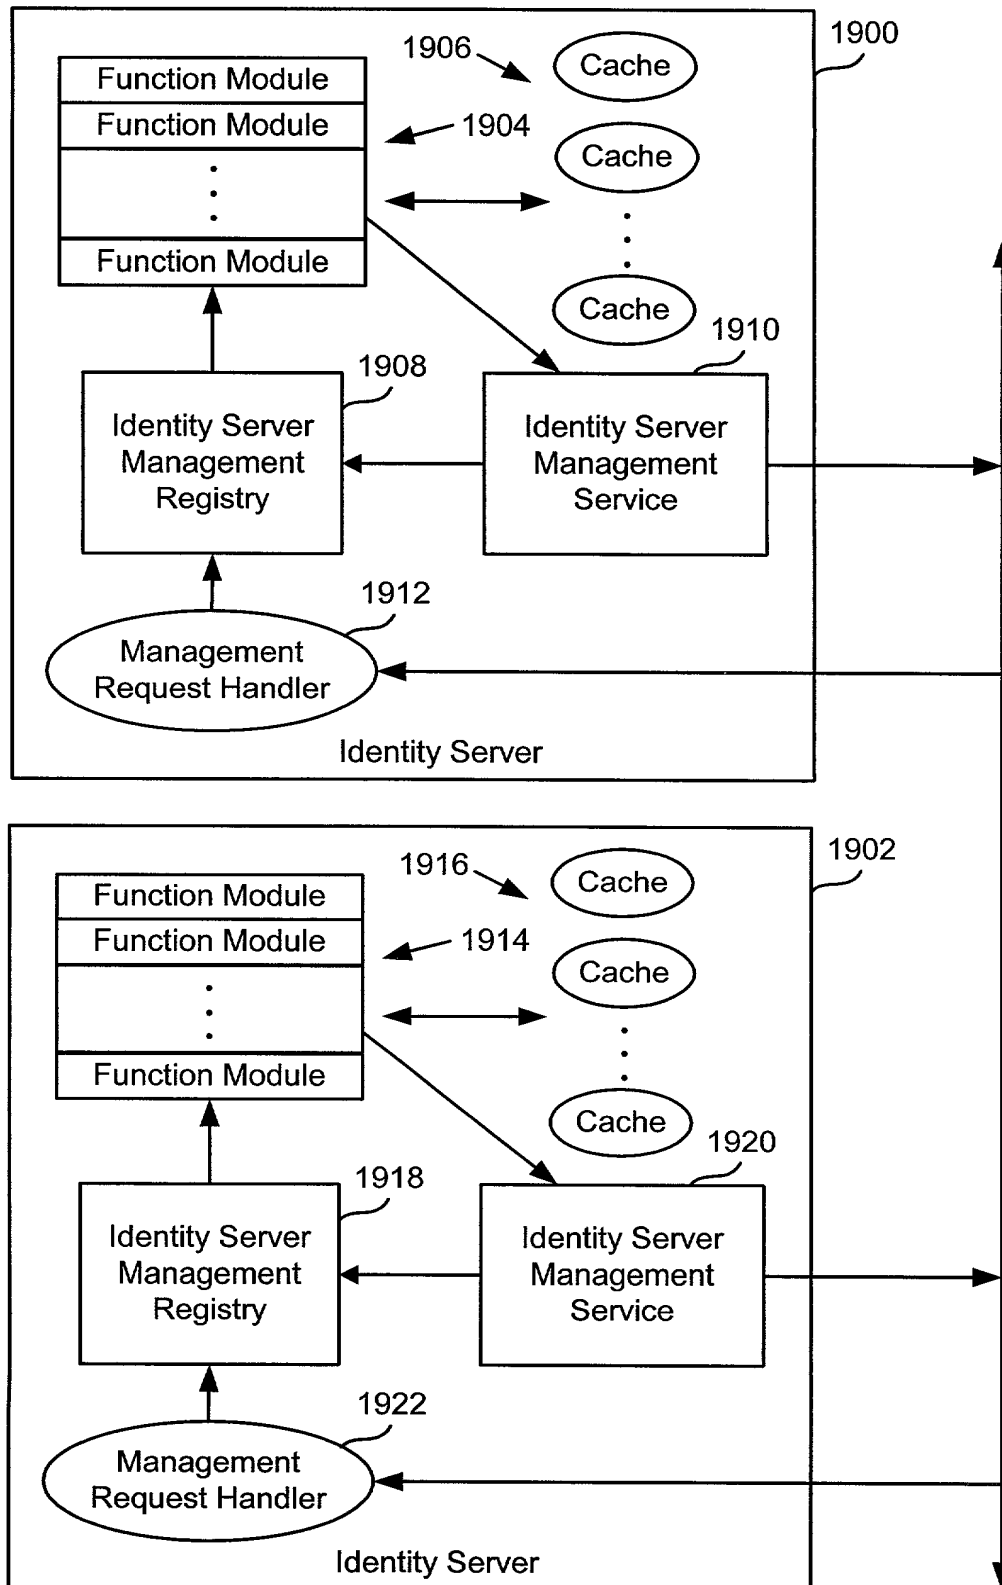 1900
1906
Cache
Function Module
Function Module
1904
Cache
Function Module
Cache
1910
1908
Identity Server
Management
Registry
Identity Server
Management
Service
1912
Management
Request Handler
Identity Server
1902
1916
Cache
Function Module
Function Module
1914
Cache
Function Module
Cache
1920
1918
Identity Server
Management
Registry
Identity Server
Management
Service
1922
Management
Request Handler
Identity Server